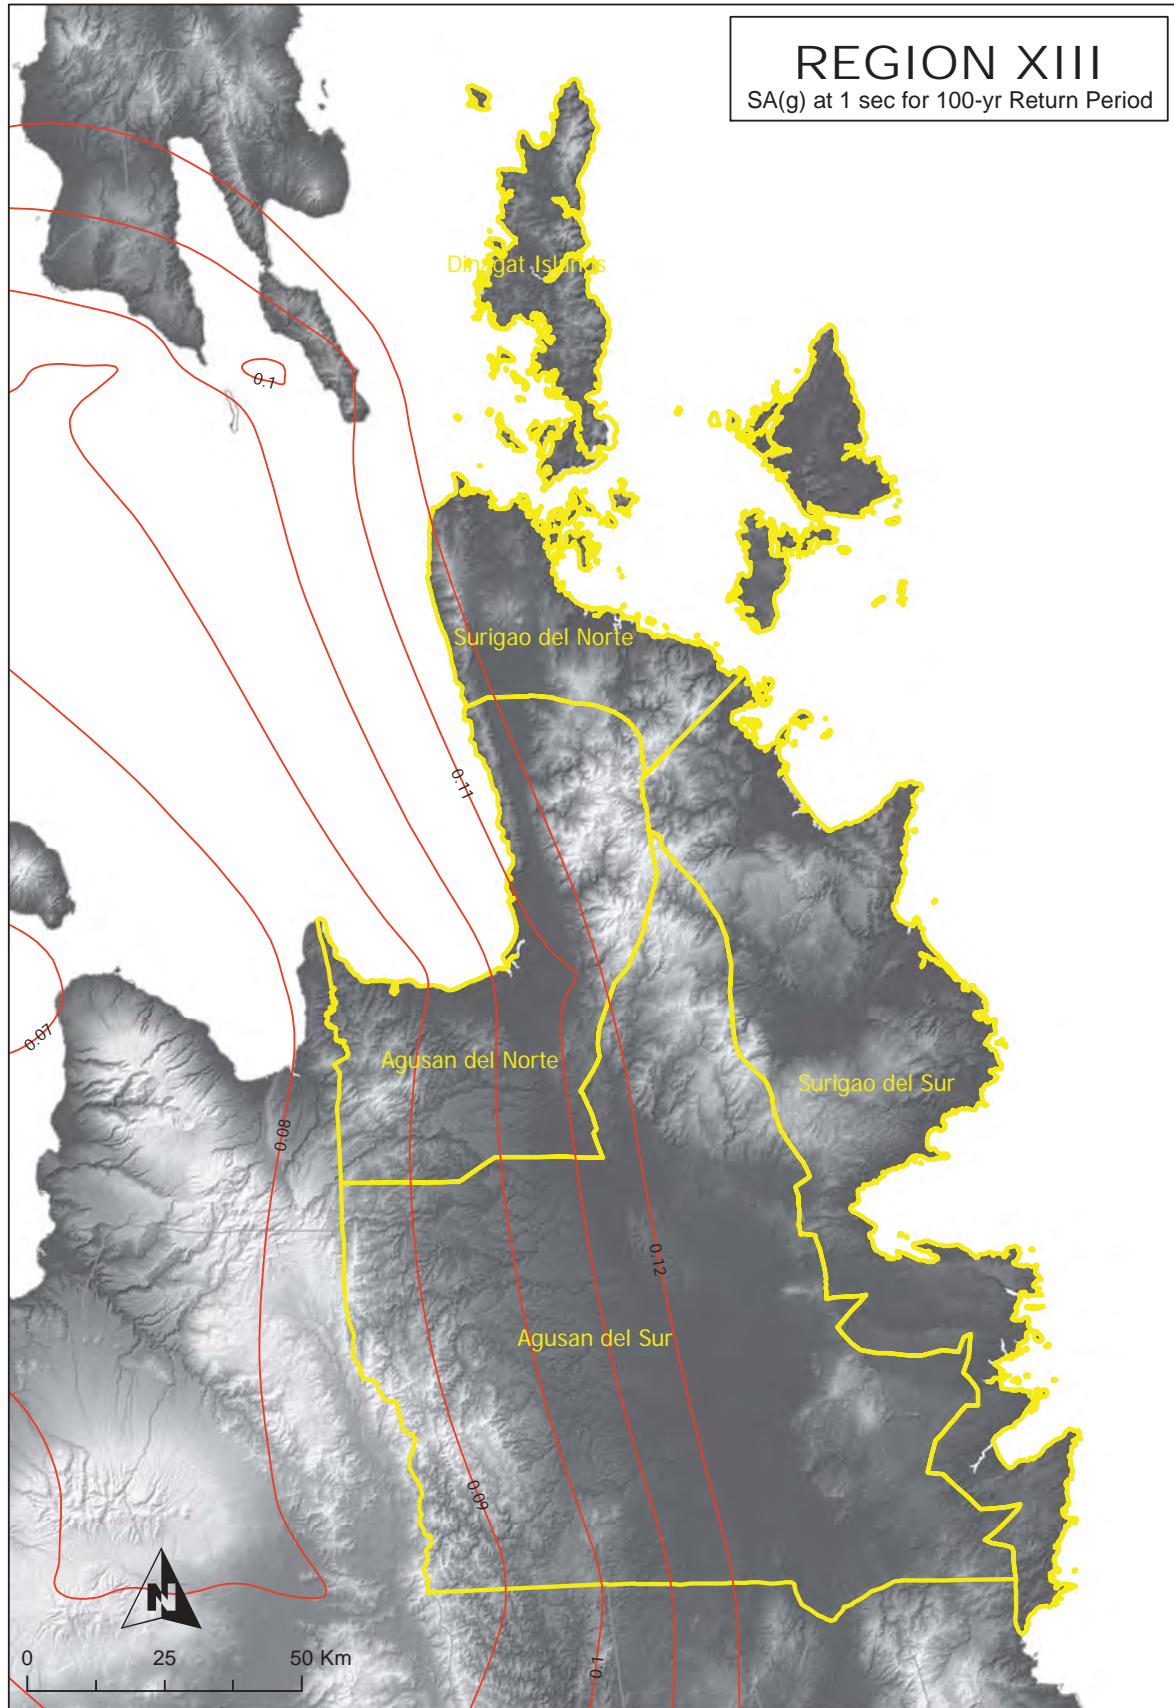 REGION XIII
SA(g) at 1 sec for 100-yr Return Period
Dinagat Islands
0.1
Surigao del Norte
0.11
0.07
Agusan del Norte
Surigao del Sur
0.08
0.12
Agusan del Sur
0.09
N
0.1
0 25 50 Km